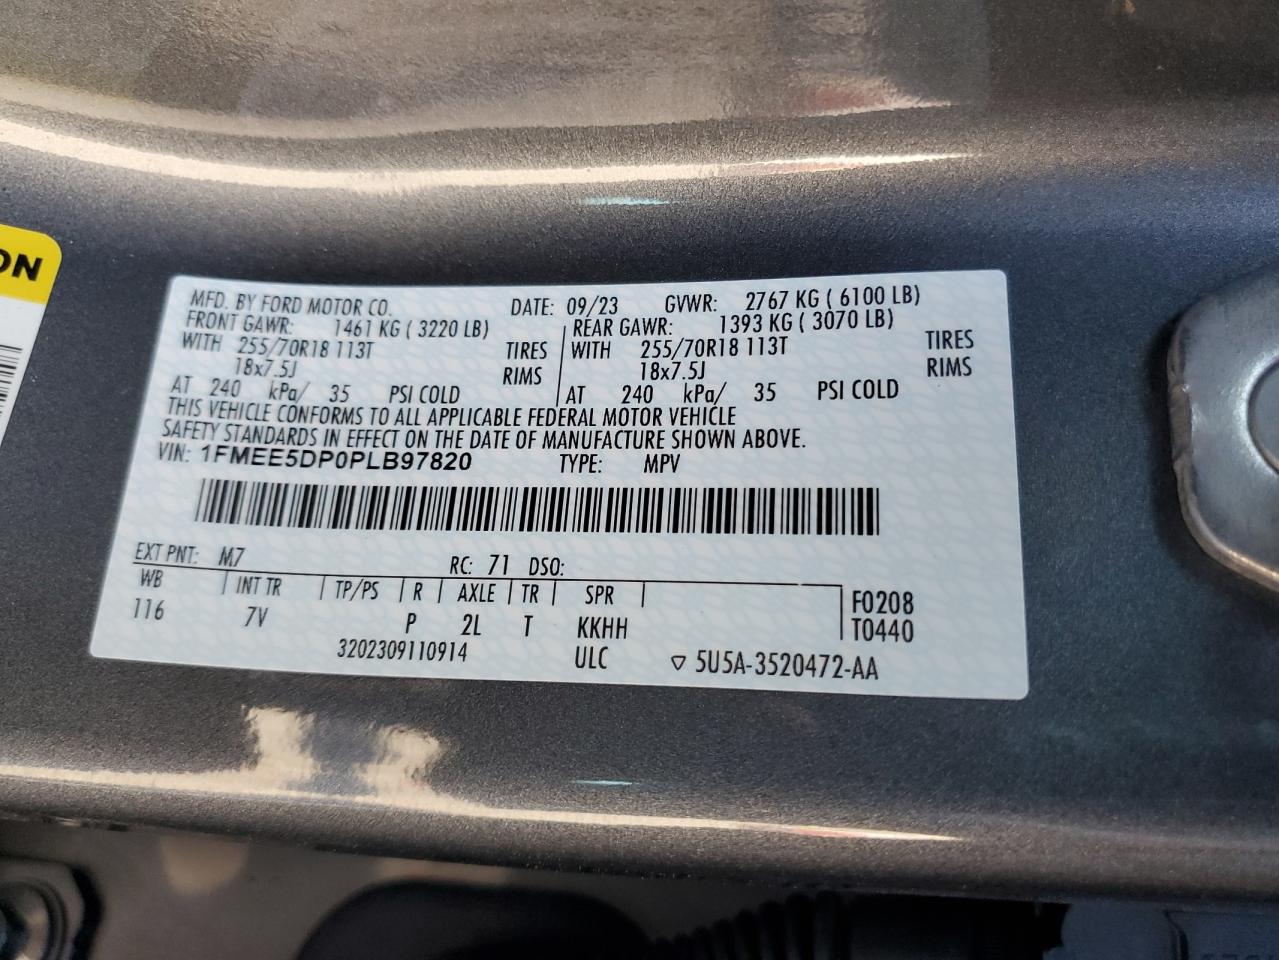 ON
MFD. BY FORD MOTOR CO. DATE: 09/23 GVWR: 2767 KG ( 6100 LB)
FRONT GAWR: 1461 KG ( 3220 LB) REAR GAWR: 1393 KG ( 3070 LB)
WITH 255/70R18 113T TIRES WITH 255/70R18 113T TIRES
18x7.5J RIMS 18x7.5J RIMS
AT 240 kPa/ 35 PSI COLD AT 240 kPa/ 35 PSI COLD
THIS VEHICLE CONFORMS TO ALL APPLICABLE FEDERAL MOTOR VEHICLE
SAFETY STANDARDS IN EFFECT ON THE DATE OF MANUFACTURE SHOWN ABOVE.
VIN: 1FMEE5DP0PLB97820 TYPE: MPV
EXT PNT: M7 RC: 71 DSO:
WB INT TR TP/PS R AXLE TR SPR F0208
116 7V P 2L T KKHH T0440
3202309110914 ULC ▽ 5U5A-3520472-AA